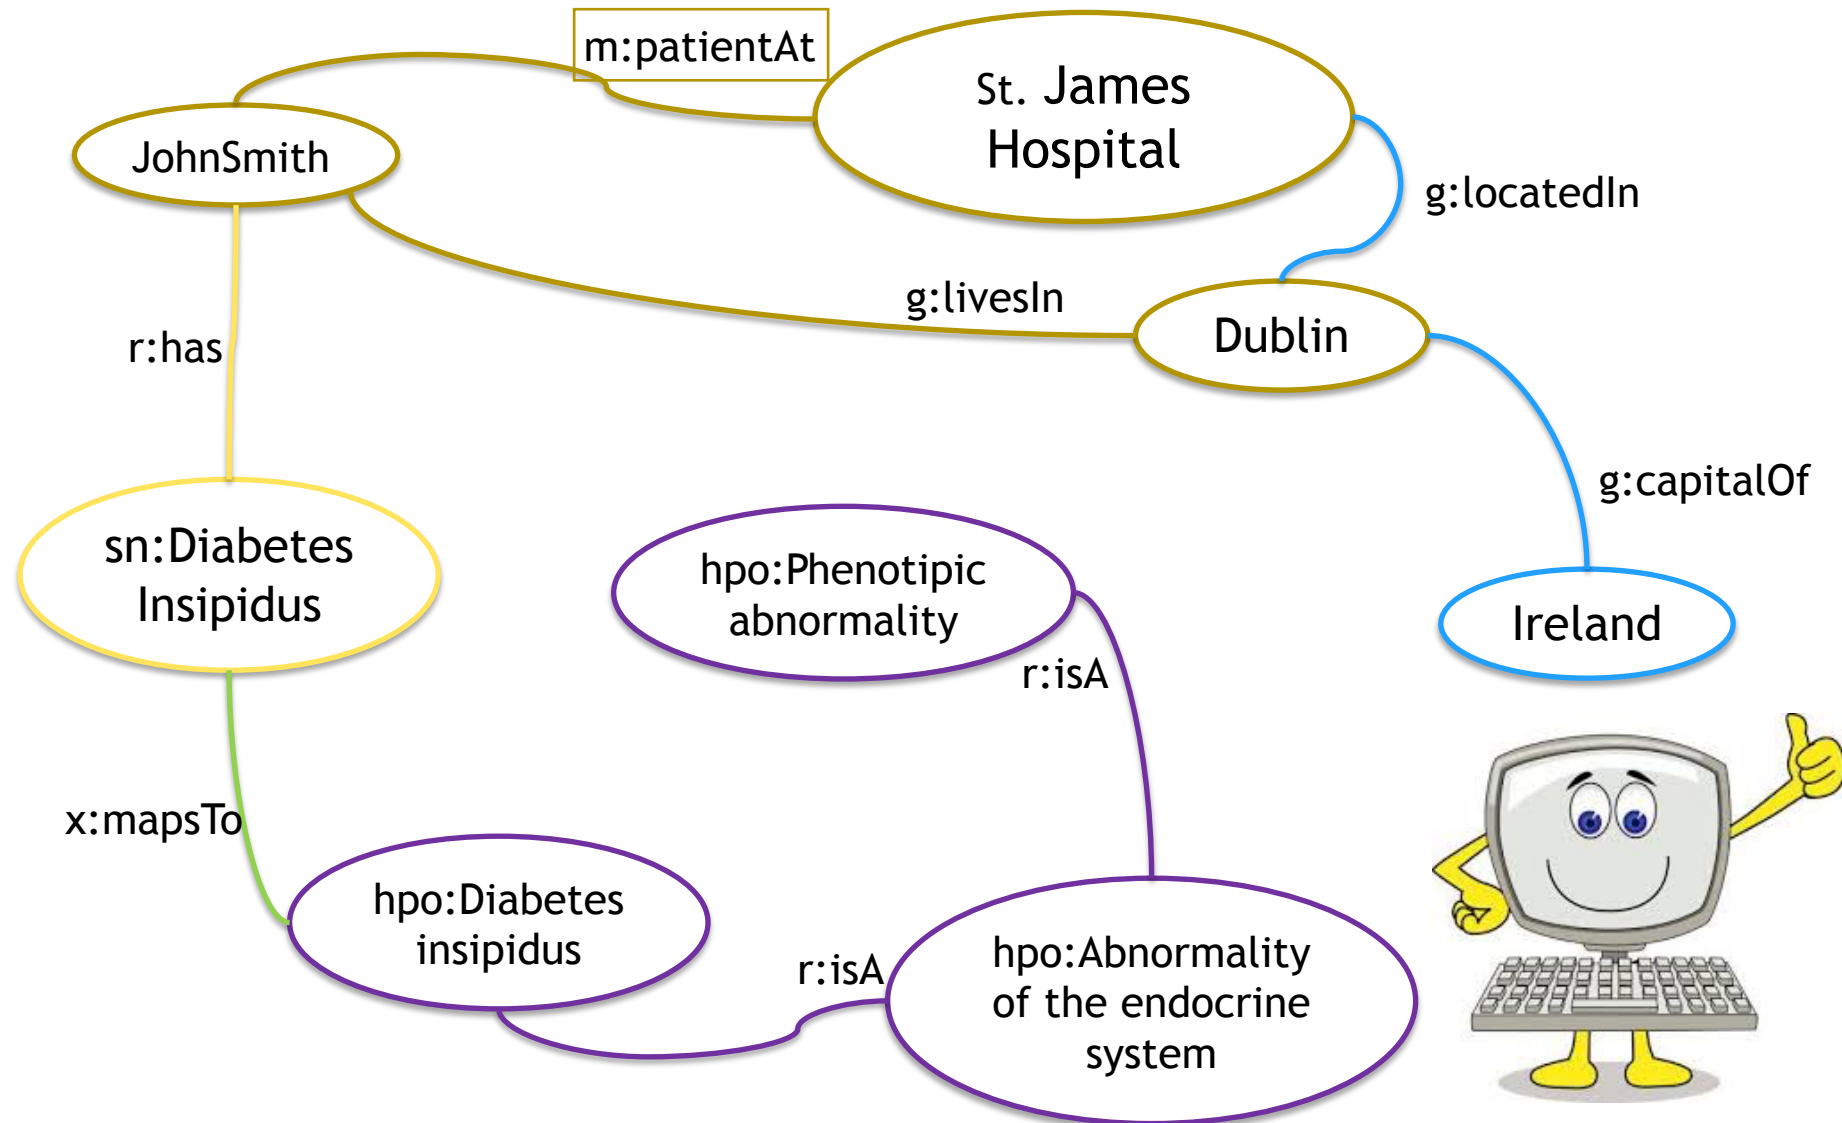 m:patientAt
St. James
Hospital
JohnSmith
g:locatedIn
g:livesIn
Dublin
r:has
g:capitalOf
sn:Diabetes
Insipidus
hpo:Phenotipic
abnormality
Ireland
r:isA
x:mapsTo
hpo:Diabetes
insipidus
r:isA
hpo:Abnormality
of the endocrine
system